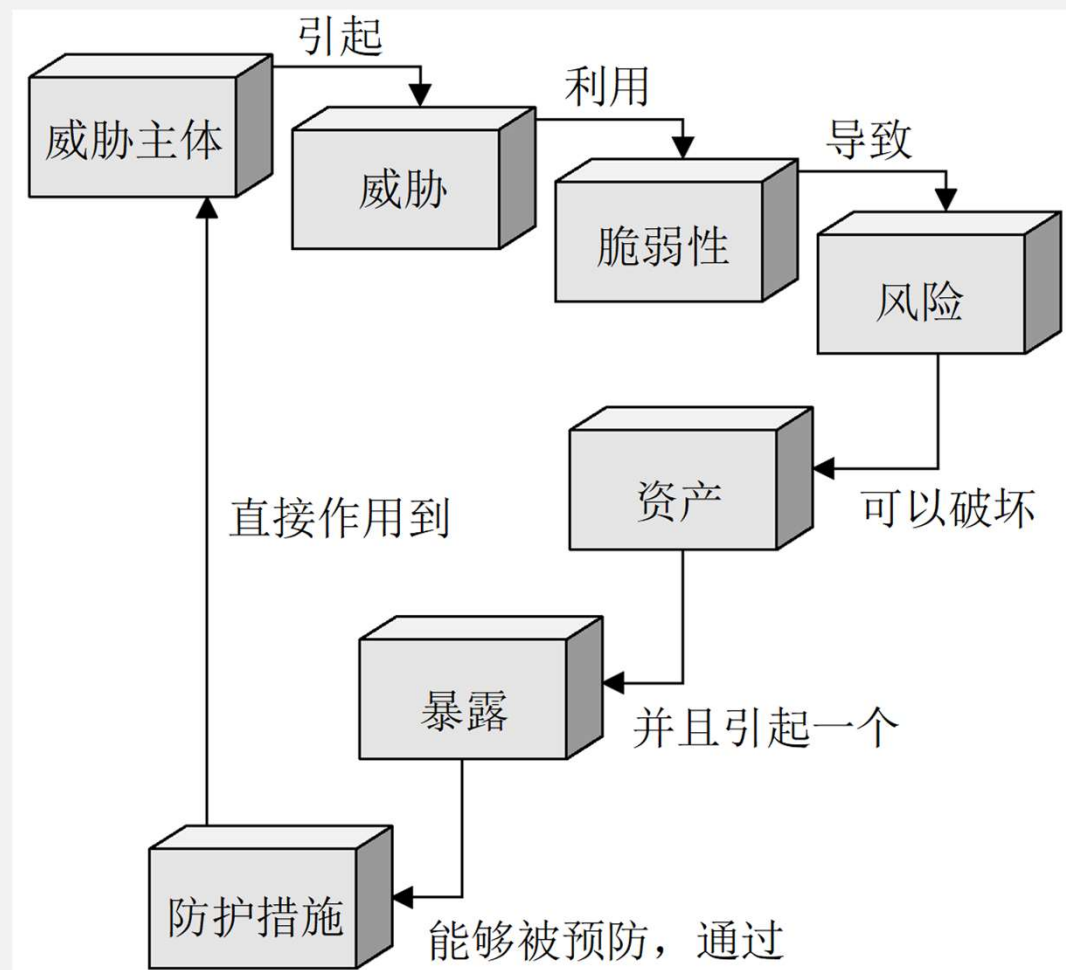 引起
威胁主体
利用
威胁
导致
脆弱性
风险
资产
可以破坏
直接作用到
暴露
并且引起一个
防护措施
能够被预防，通过